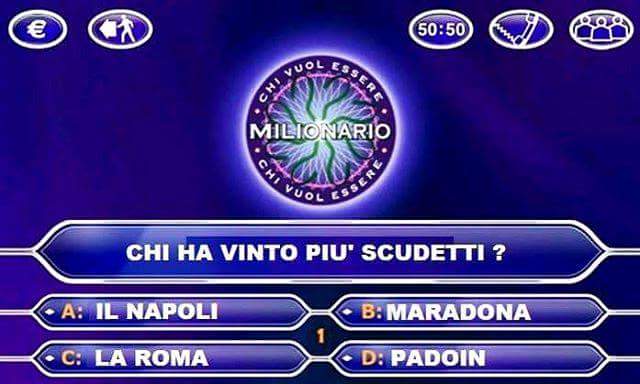 €
50:50
CHI VUOL ESSERE
MILIONARIO
CHI VUOL ESSERE
CHI HA VINTO PIU' SCUDETTI ?
A: IL NAPOLI
B: MARADONA
1
C: LA ROMA
D: PADOIN